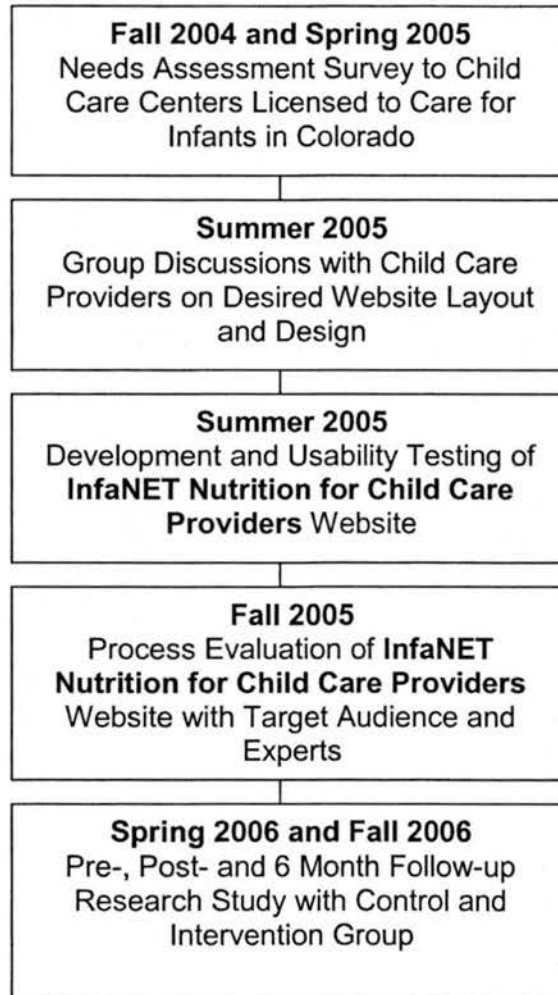 Fall 2004 and Spring 2005
Needs Assessment Survey to Child
Care Centers Licensed to Care for
Infants in Colorado
Summer 2005
Group Discussions with Child Care
Providers on Desired Website Layout
and Design
Summer 2005
Development and Usability Testing of
InfaNET Nutrition for Child Care
Providers Website
Fall 2005
Process Evaluation of InfaNET
Nutrition for Child Care Providers
Website with Target Audience and
Experts
Spring 2006 and Fall 2006
Pre-, Post- and 6 Month Follow-up
Research Study with Control and
Intervention Group